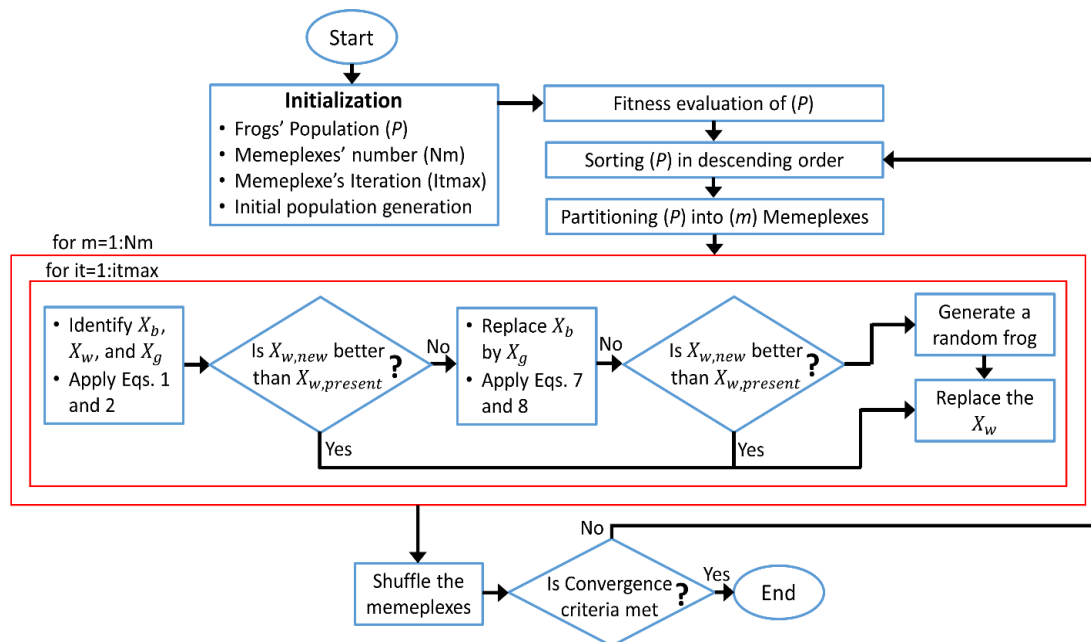 Start
Initialization
• Frogs' Population (P)
• Memeplexes' number (Nm)
• Memeplexe's Iteration (Itmax)
• Initial population generation
Fitness evaluation of (P)
Sorting (P) in descending order
Partitioning (P) into (m) Memeplexes
for m=1:Nm
for it=1:itmax
• Identify X_b,
X_w, and X_g
• Apply Eqs. 1
and 2
Is X_{w,new} better
than X_{w,present} ?
No
Yes
• Replace X_b
by X_g
• Apply Eqs. 7
and 8
No
Is X_{w,new} better
than X_{w,present} ?
Yes
Generate a
random frog
Replace the
X_w
Shuffle the
memeplexes
Is Convergence
criteria met ?
No
Yes
End